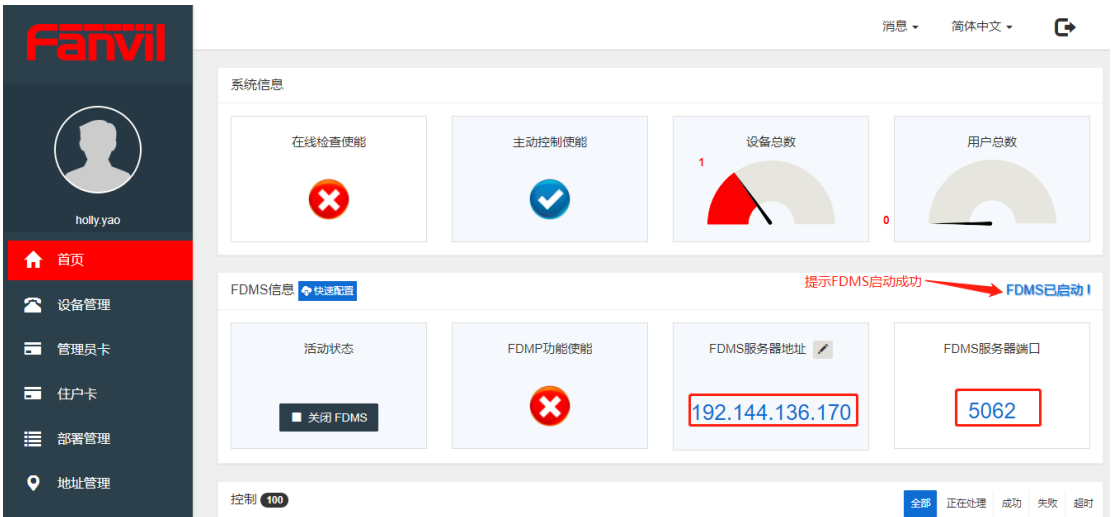 Fanvil
消息
简体中文
holly.yao
首页
设备管理
管理员卡
住户卡
部署管理
地址管理
系统信息
在线检查使能
主动控制使能
设备总数
1
用户总数
0
FDMS信息 快速配置
提示FDMS启动成功
FDMS已启动！
活动状态
关闭 FDMS
FDMP功能使能
FDMS服务器地址
192.144.136.170
FDMS服务器端口
5062
控制 100
全部 正在处理 成功 失败 超时